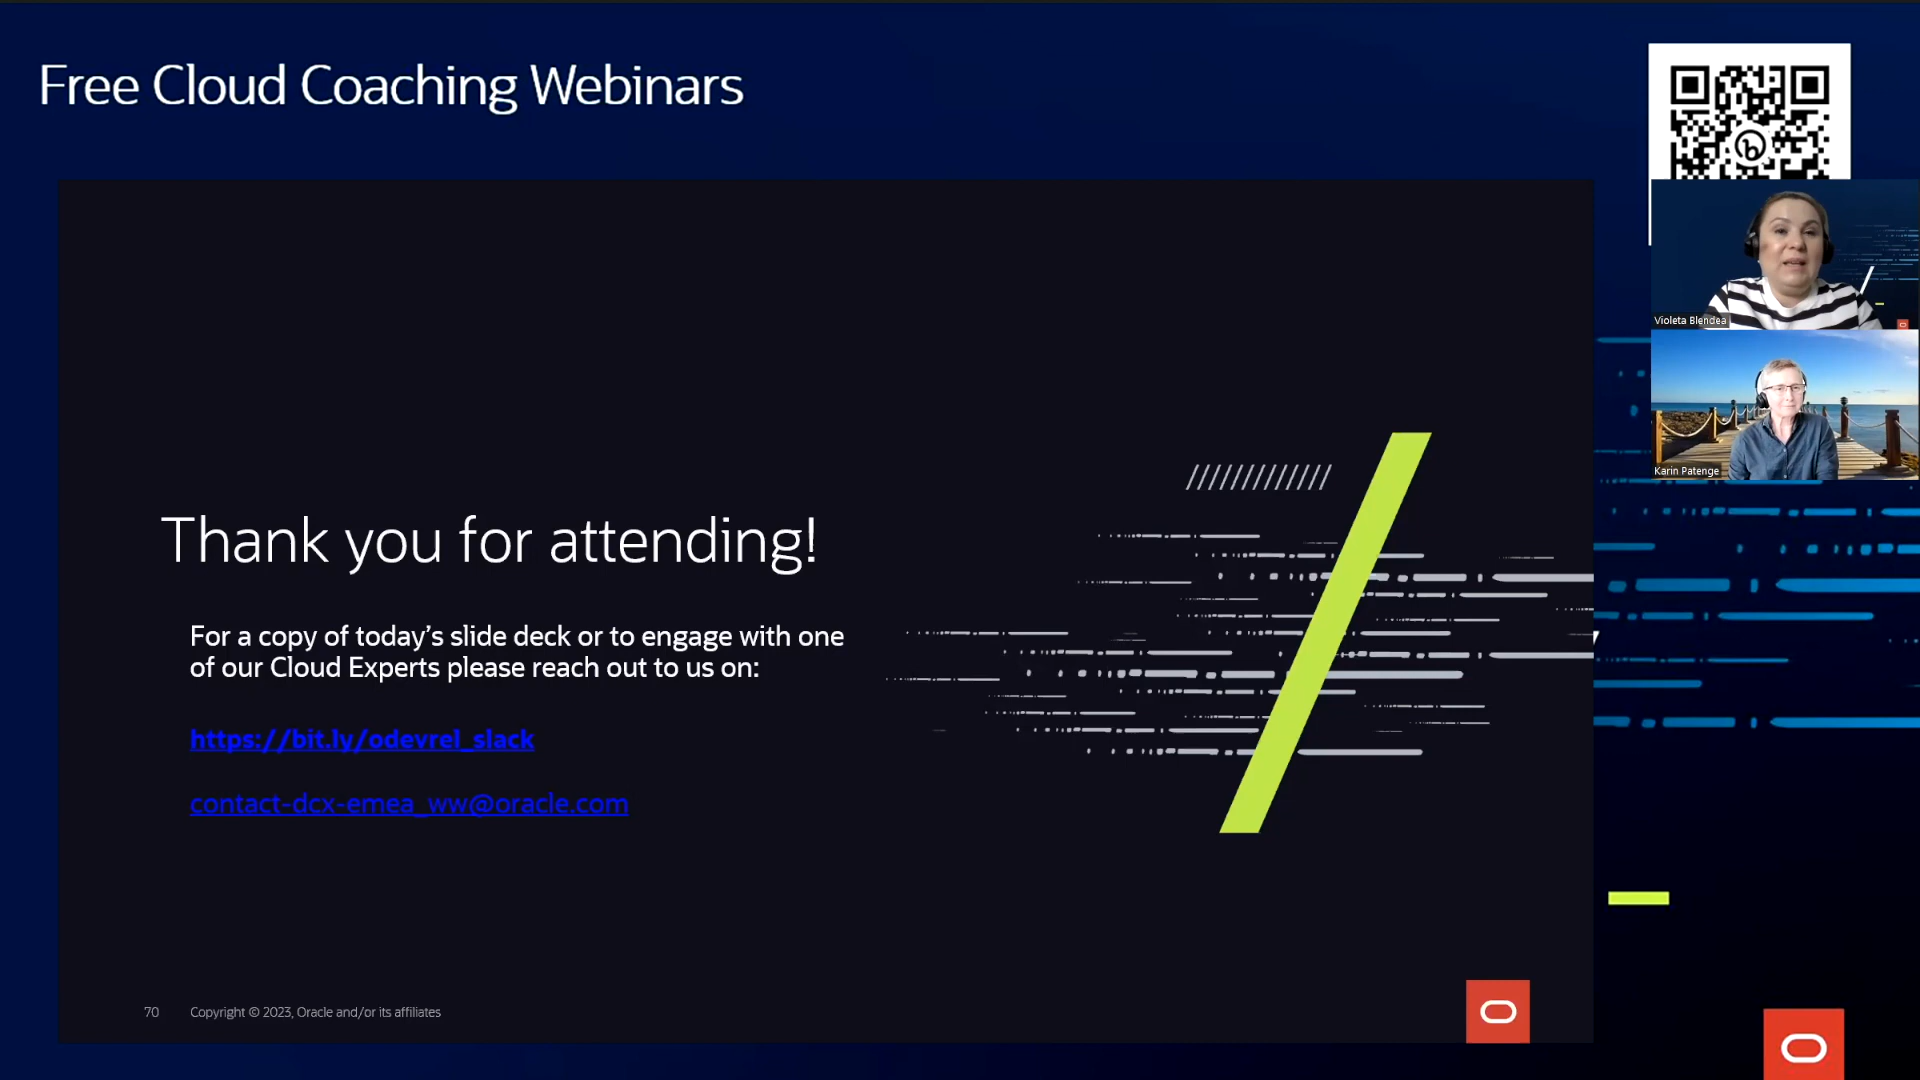 Free Cloud Coaching Webinars
Violeta Blendea
Karin Patenge
Thank you for attending!
For a copy of today's slide deck or to engage with one
of our Cloud Experts please reach out to us on:
https://bit.ly/odevrel_slack
contact-dcx-emea_ww@oracle.com
70 Copyright © 2023, Oracle and/or its affiliates